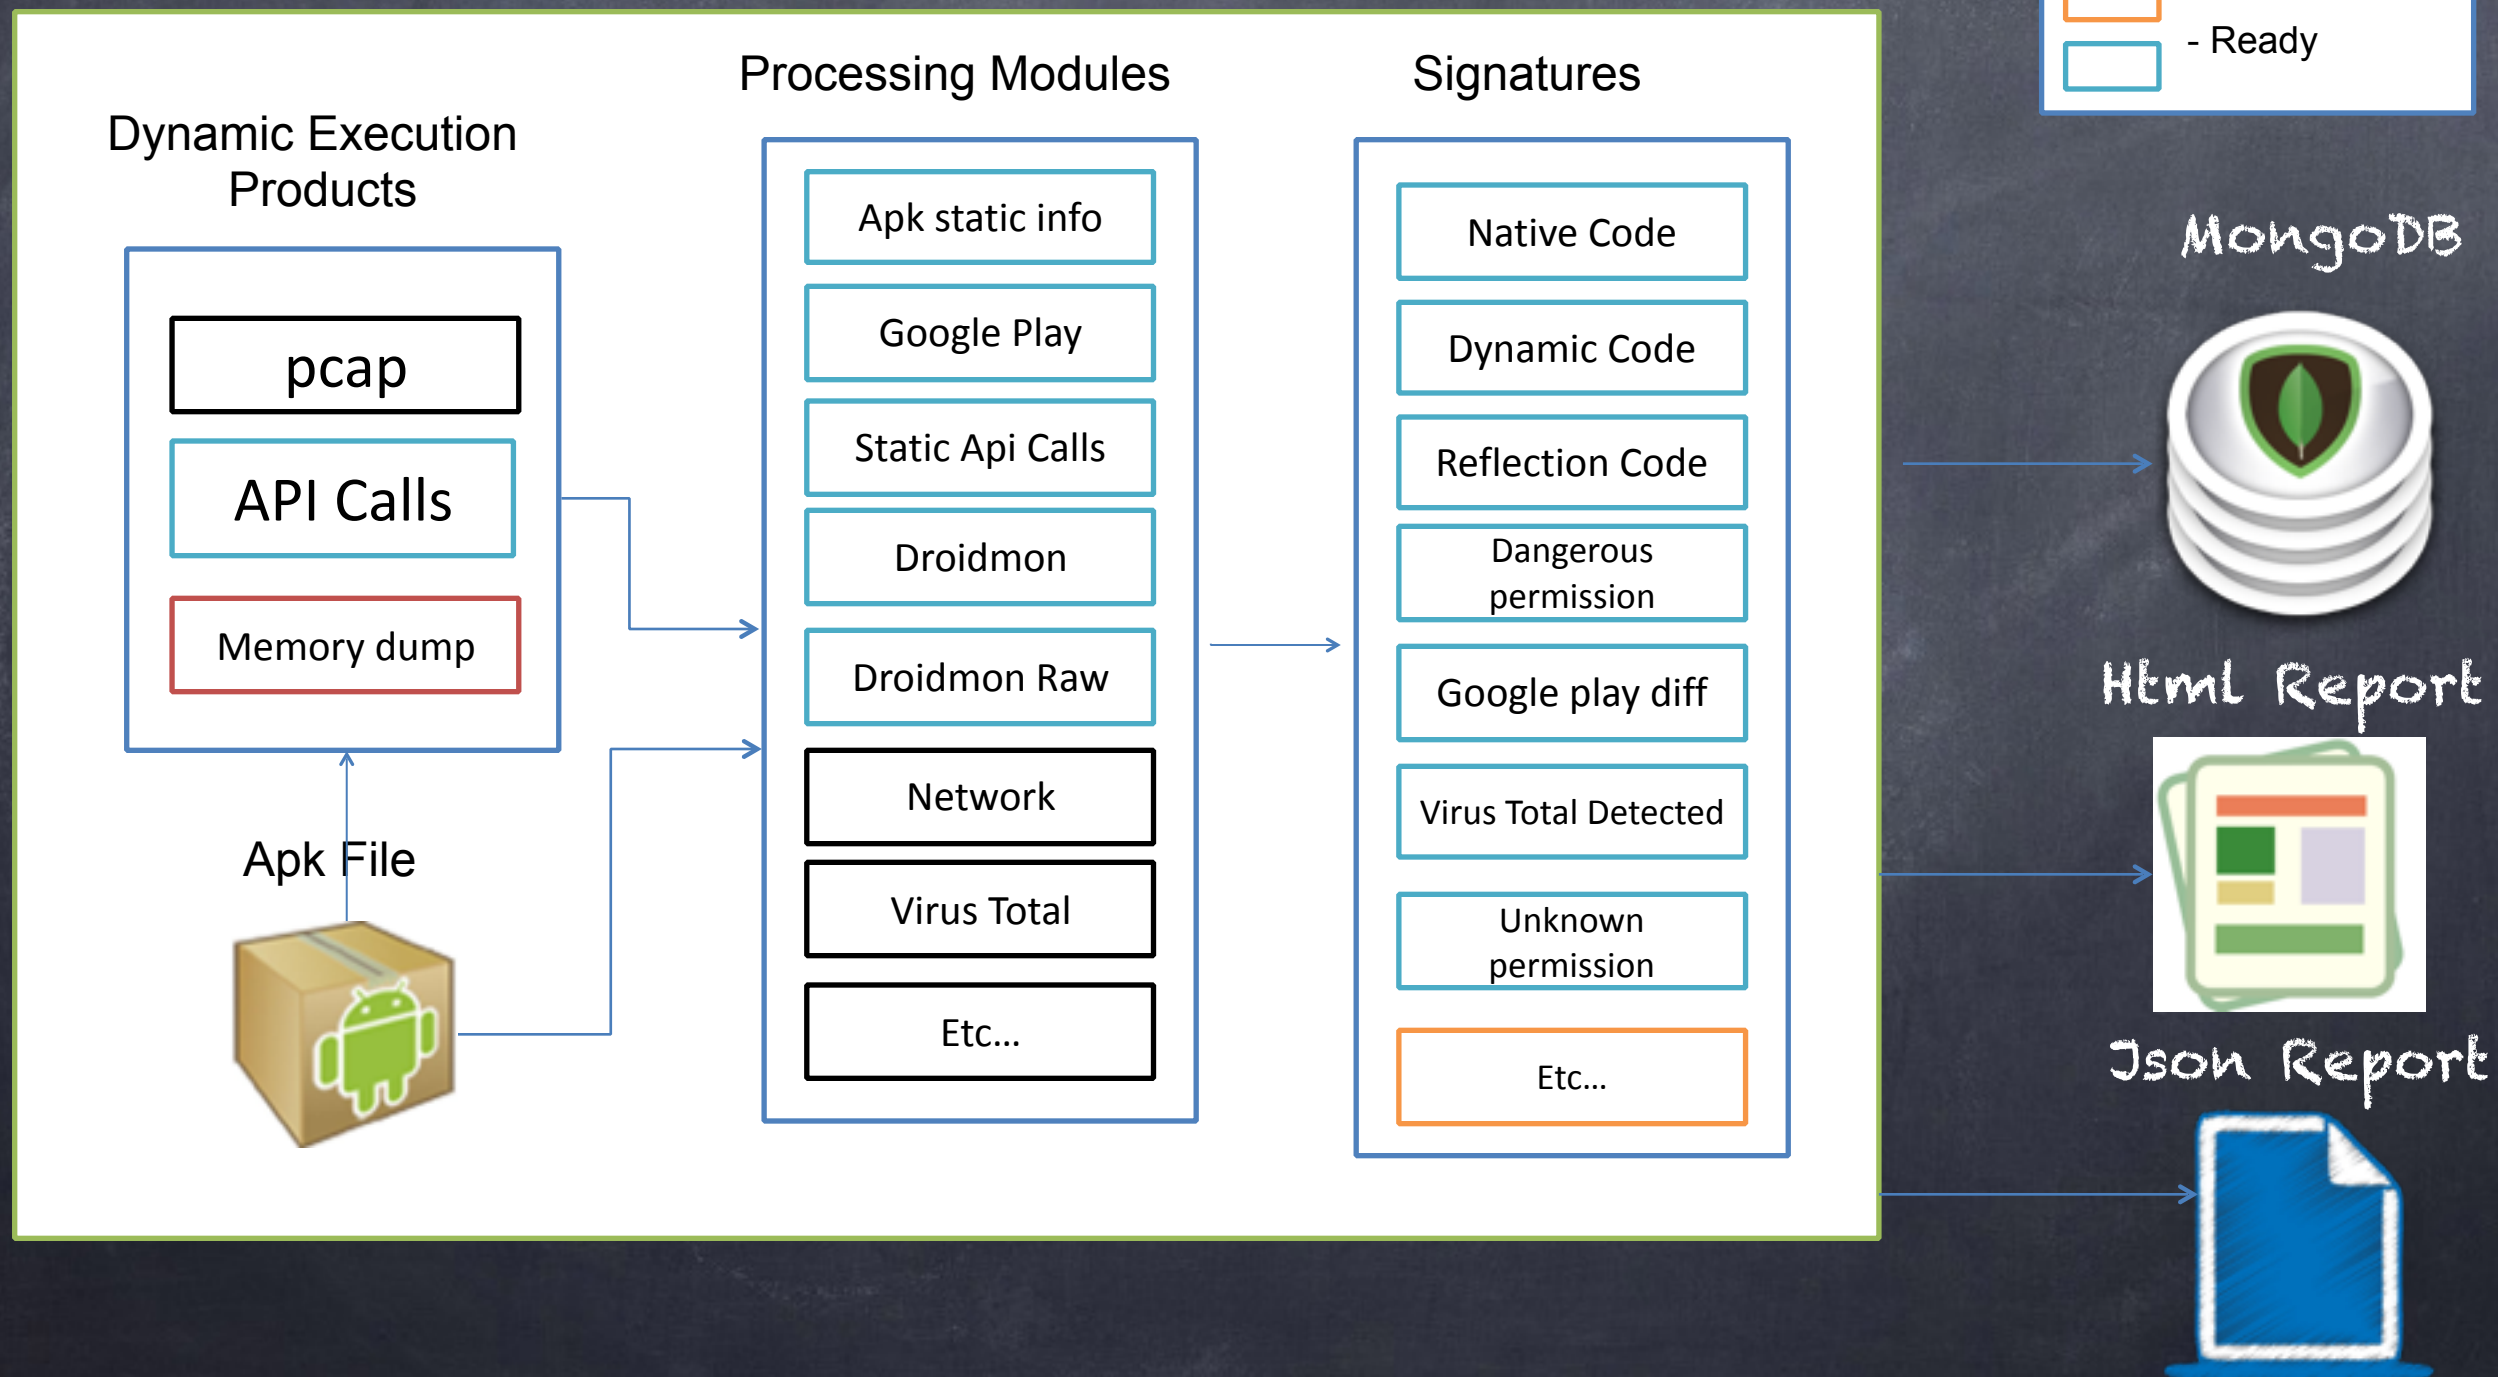 Processing Modules
Signatures
- Ready
Dynamic Execution
Products
pcap
API Calls
Memory dump
Apk File
Apk static info
Google Play
Static Api Calls
Droidmon
Droidmon Raw
Network
Virus Total
Etc...
Native Code
Dynamic Code
Reflection Code
Dangerous
permission
Google play diff
Virus Total Detected
Unknown
permission
Etc...
MongoDB
Html Report
Json Report